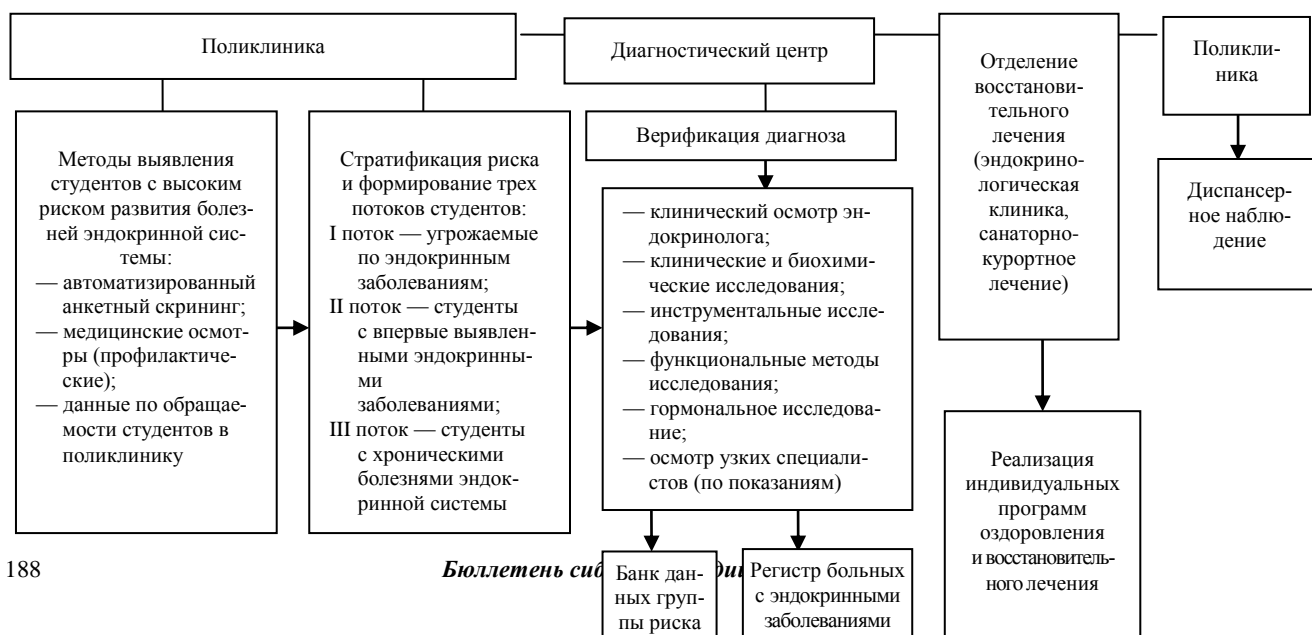 Поликлиника
Методы выявления
студентов с высоким
риском развития болез-
ней эндокринной сис-
темы:
— автоматизированный
анкетный скрининг;
— медицинские осмот-
ры (профилактиче-
ские);
— данные по обращае-
мости студентов в
поликлинику
Стратификация риска
и формирование трех
потоков студентов:
I поток — угрожаемые
по эндокринным
заболеваниям;
II поток — студенты
с впервые выявлен-
ными эндокринны-
ми
заболеваниями;
III поток — студенты
с хроническими
болезнями эндок-
ринной системы
Диагностический центр
Верификация диагноза
— клинический осмотр эн-
докринолога;
— клинические и биохими-
ческие исследования;
— инструментальные иссле-
дования;
— функциональные методы
исследования;
— гормональное исследова-
ние;
— осмотр узких специали-
стов (по показаниям)
Банк дан-
ных груп-
пы риска
Регистр больных
с эндокринными
заболеваниями
Отделение
восстанови-
тельного
лечения
(эндокрино-
логическая
клиника,
санаторно-
курортное
лечение)
Реализация
индивидуальных
программ
оздоровления
и восстановитель-
ного лечения
Поликли-
ника
Диспансер-
ное наблю-
дение
188
Бюллетень